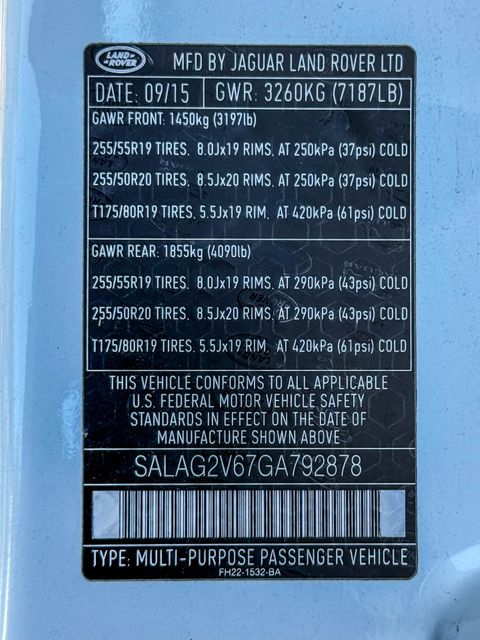 LAND ROVER
MFD BY JAGUAR LAND ROVER LTD
DATE: 09/15 GWR: 3260KG (7187LB)
GAWR FRONT: 1450kg (3197lb)
255/55R19 TIRES, 8.0Jx19 RIMS, AT 250kPa (37psi) COLD
255/50R20 TIRES, 8.5Jx20 RIMS, AT 250kPa (37psi) COLD
T175/80R19 TIRES, 5.5Jx19 RIM, AT 420kPa (61psi) COLD
GAWR REAR: 1855kg (4090lb)
255/55R19 TIRES, 8.0Jx19 RIMS, AT 290kPa (43psi) COLD
255/50R20 TIRES, 8.5Jx20 RIMS, AT 290kPa (43psi) COLD
T175/80R19 TIRES, 5.5Jx19 RIM, AT 420kPa (61psi) COLD
THIS VEHICLE CONFORMS TO ALL APPLICABLE
U.S. FEDERAL MOTOR VEHICLE SAFETY
STANDARDS IN EFFECT ON THE DATE OF
MANUFACTURE SHOWN ABOVE
SALAG2V67GA792878
TYPE: MULTI-PURPOSE PASSENGER VEHICLE
FH22-1532-BA